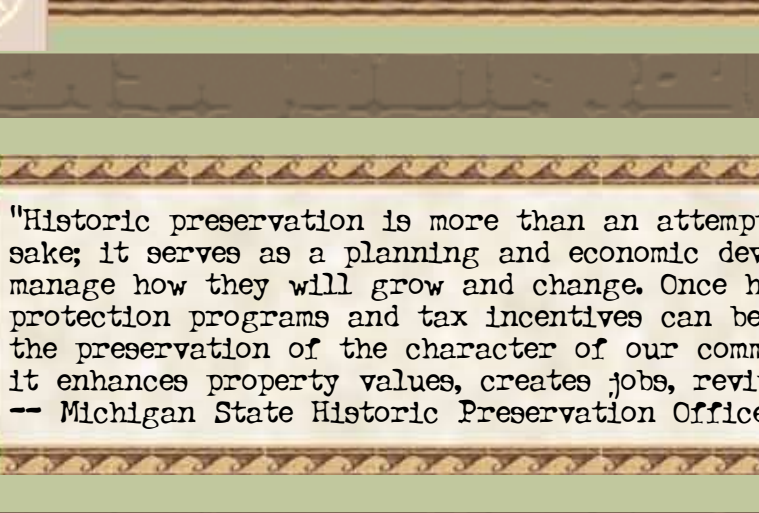 "Historic preservation is more than an attempt
sake; it serves as a planning and economic dev
manage how they will grow and change. Once h
protection programs and tax incentives can be
the preservation of the character of our comm
it enhances property values, creates jobs, revi
-- Michigan State Historic Preservation Office